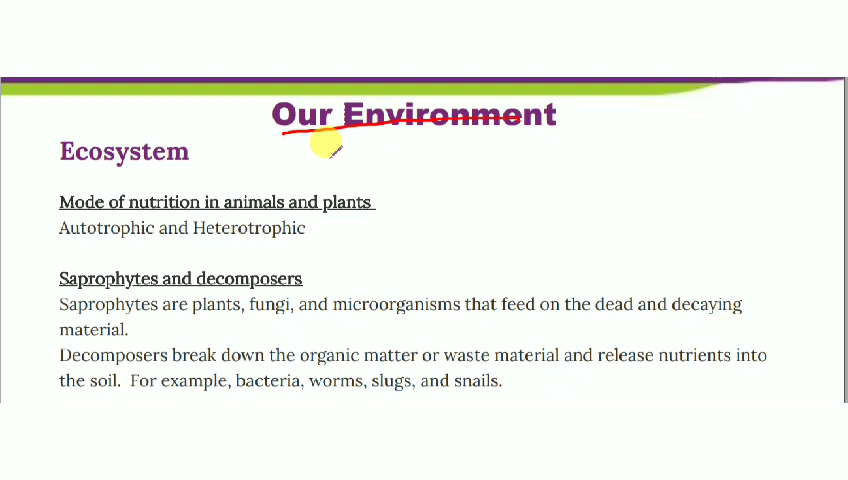 Our Environment
Ecosystem
Mode of nutrition in animals and plants
Autotrophic and Heterotrophic
Saprophytes and decomposers
Saprophytes are plants, fungi, and microorganisms that feed on the dead and decaying
material.
Decomposers break down the organic matter or waste material and release nutrients into
the soil.  For example, bacteria, worms, slugs, and snails.